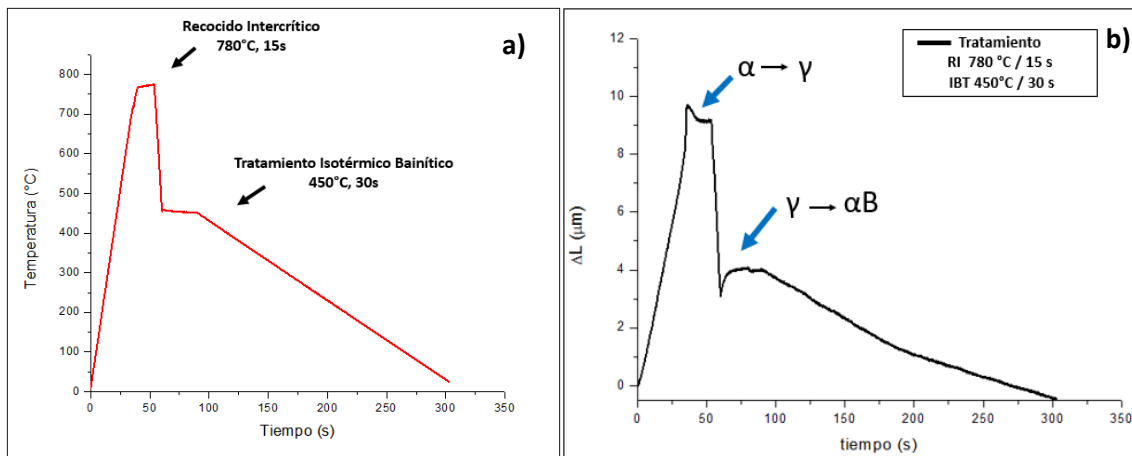 a)
Recocido Intercrítico
780°C, 15s
Tratamiento Isotérmico Bainítico
450°C, 30s
Temperatura (°C)
800
700
600
500
400
300
200
100
0
0 50 100 150 200 250 300 350
Tiempo (s)
b)
Tratamiento
RI 780 °C / 15 s
IBT 450°C / 30 s
α → γ
γ → αB
ΔL (μm)
12
10
8
6
4
2
0
0 50 100 150 200 250 300 350
tiempo (s)